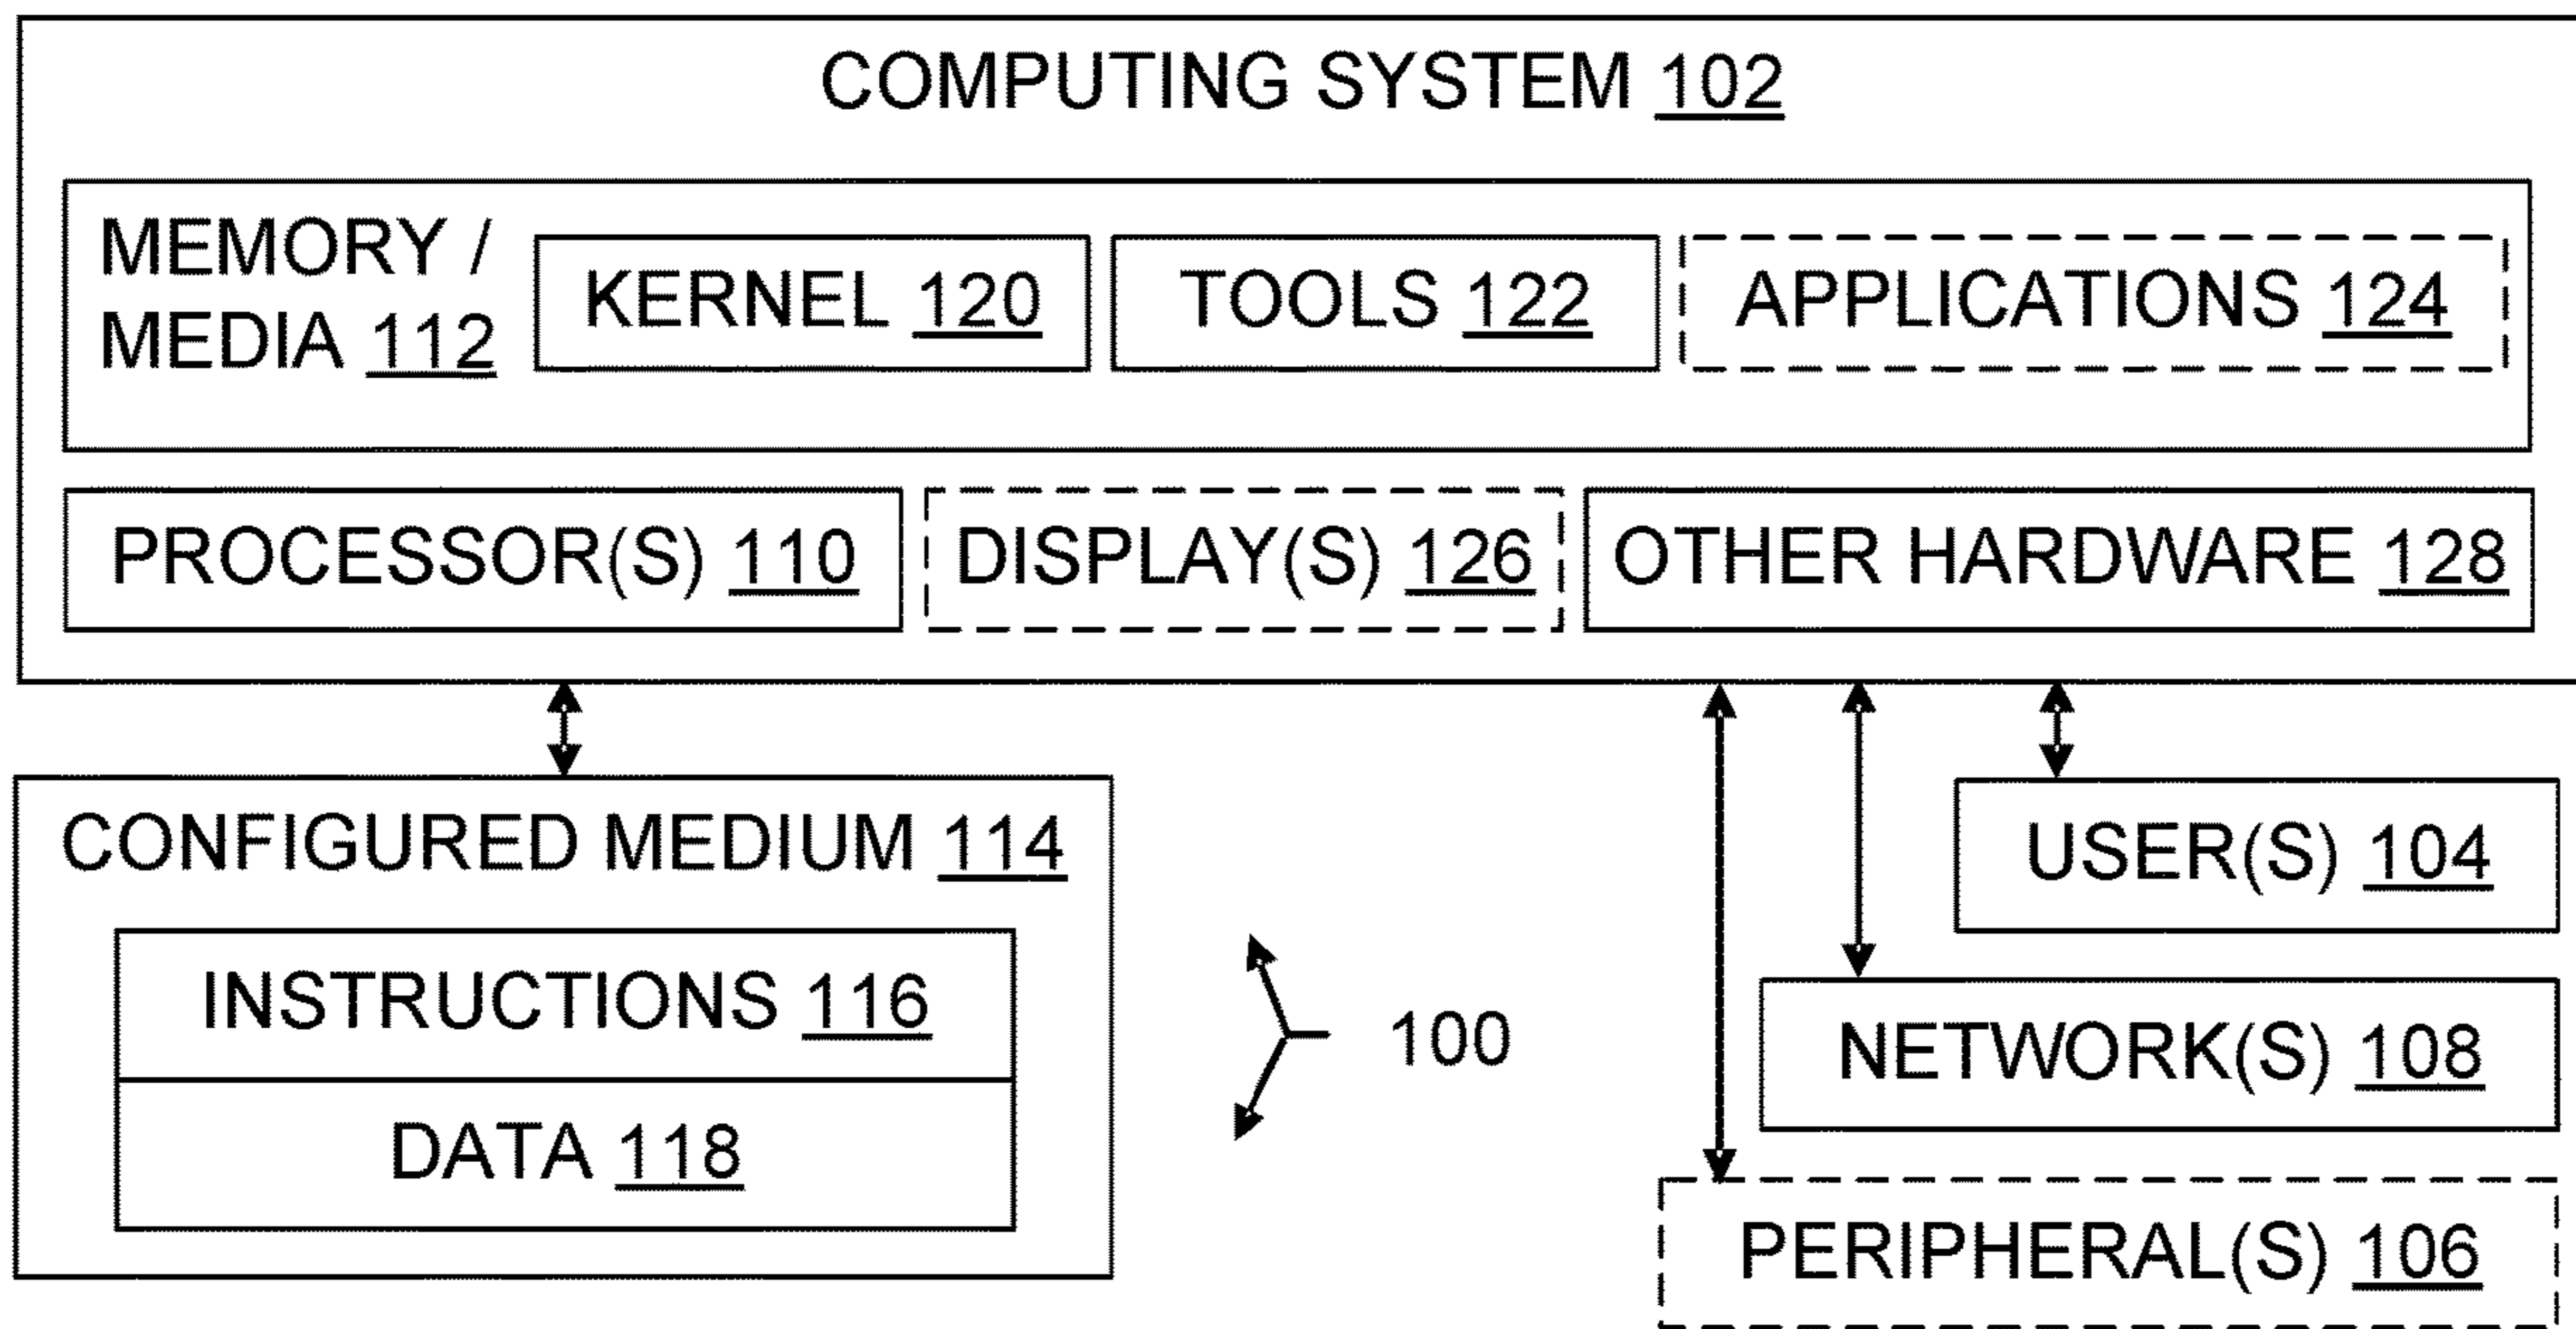 COMPUTING SYSTEM 102
MEMORY /
MEDIA 112
KERNEL 120
TOOLS 122
APPLICATIONS 124
PROCESSOR(S) 110
DISPLAY(S) 126
OTHER HARDWARE 128
CONFIGURED MEDIUM 114
INSTRUCTIONS 116
DATA 118
100
USER(S) 104
NETWORK(S) 108
PERIPHERAL(S) 106